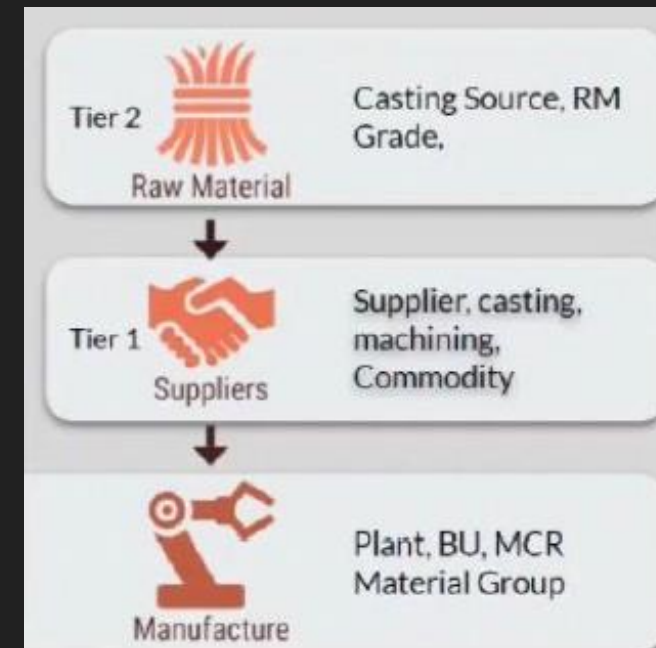 Tier 2
Raw Material
Casting Source, RM
Grade,
Tier 1
Suppliers
Supplier, casting,
machining,
Commodity
Manufacture
Plant, BU, MCR
Material Group